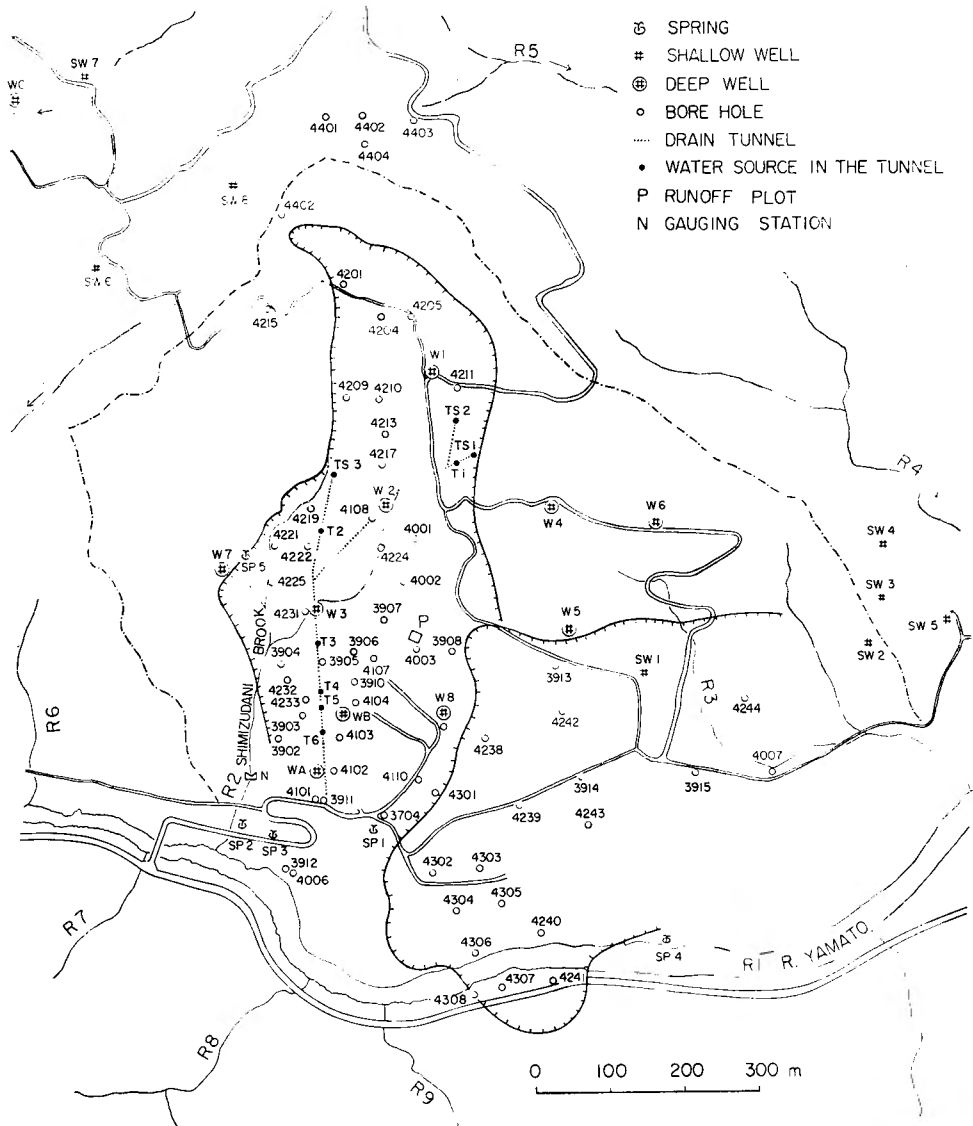 SPRING
SHALLOW WELL
DEEP WELL
BORE HOLE
DRAIN TUNNEL
WATER SOURCE IN THE TUNNEL
P RUNOFF PLOT
N GAUGING STATION
R5
SW 7
WC
4401
4402
4403
4404
SW 8
4402
SW 6
4201
4215
4204
4205
W1
4211
4209
4210
TS 2
4213
TS 1
4217
T1
TS 3
R4
W 2
4219
4108
W4
W6
T2
4221
4001
SW 4
W7
4222
4224
SP 5
4225
4002
SW 3
W 3
4231
3907
P
W5
SW 5
BROOK
T3
3906
3908
SW 2
3904
3905
4003
SW 1
4107
3913
R3
4232
T4
3910
R6
SHIMIZUDANI
4233
T5
4104
W8
4244
3903
WB
4242
T6
4103
3902
4238
R2
N
WA
4102
4110
4007
4101
3911
4301
3914
3915
3704
4239
4243
SP 2
SP 3
SP 1
3912
4302
4303
4006
R7
4304
4305
4240
4306
R1 R. YAMATO
SP 4
4307
4241
4308
R8
R9
0 100 200 300 m